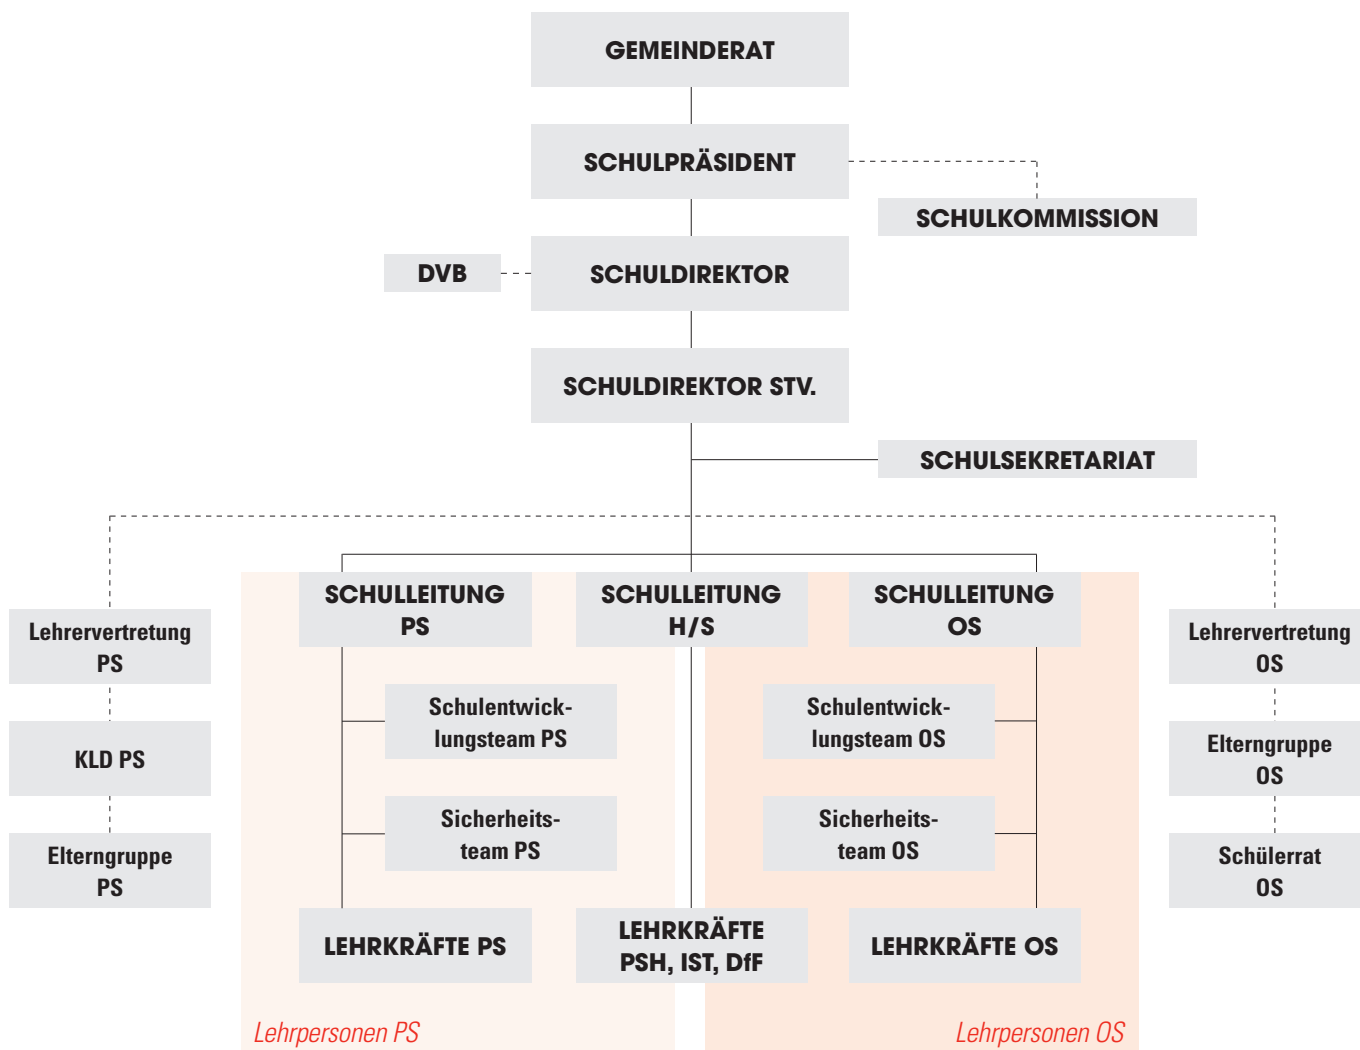 GEMEINDERAT
SCHULPRÄSIDENT
SCHULKOMMISSION
DVB
SCHULDIREKTOR
SCHULDIREKTOR STV.
SCHULSEKRETARIAT
SCHULLEITUNG
PS
SCHULLEITUNG
H/S
SCHULLEITUNG
OS
Lehrervertretung
PS
Lehrervertretung
OS
Schulentwick-
lungsteam PS
Schulentwick-
lungsteam OS
KLD PS
Elterngruppe
OS
Sicherheits-
team PS
Sicherheits-
team OS
Elterngruppe
PS
Schülerrat
OS
LEHRKRÄFTE PS
LEHRKRÄFTE
PSH, IST, DfF
LEHRKRÄFTE OS
Lehrpersonen PS
Lehrpersonen OS